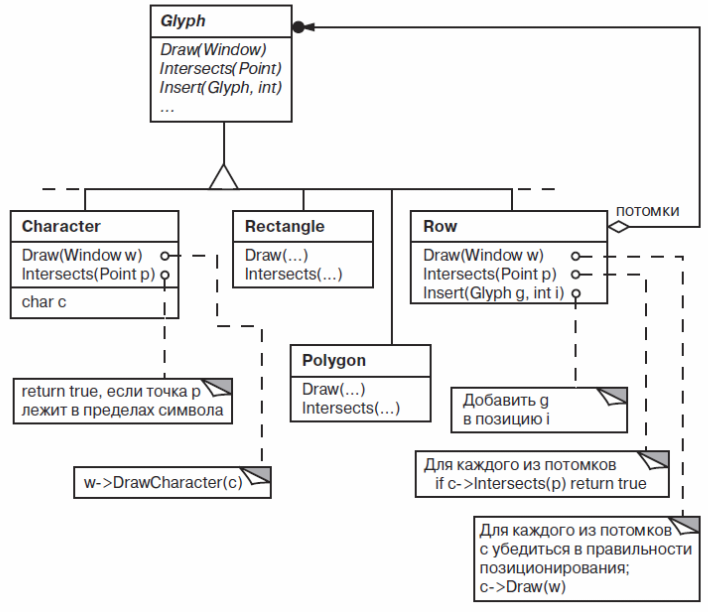 Glyph
Draw(Window)
Intersects(Point)
Insert(Glyph, int)
...
потомки
Character
Draw(Window w)
Intersects(Point p)
char c
Rectangle
Draw(...)
Intersects(...)
Row
Draw(Window w)
Intersects(Point p)
Insert(Glyph g, int i)
Polygon
Draw(...)
Intersects(...)
return true, если точка p
лежит в пределах символа
Добавить g
в позицию i
w->DrawCharacter(c)
Для каждого из потомков
if c->Intersects(p) return true
Для каждого из потомков
с убедиться в правильности
позиционирования;
c->Draw(w)